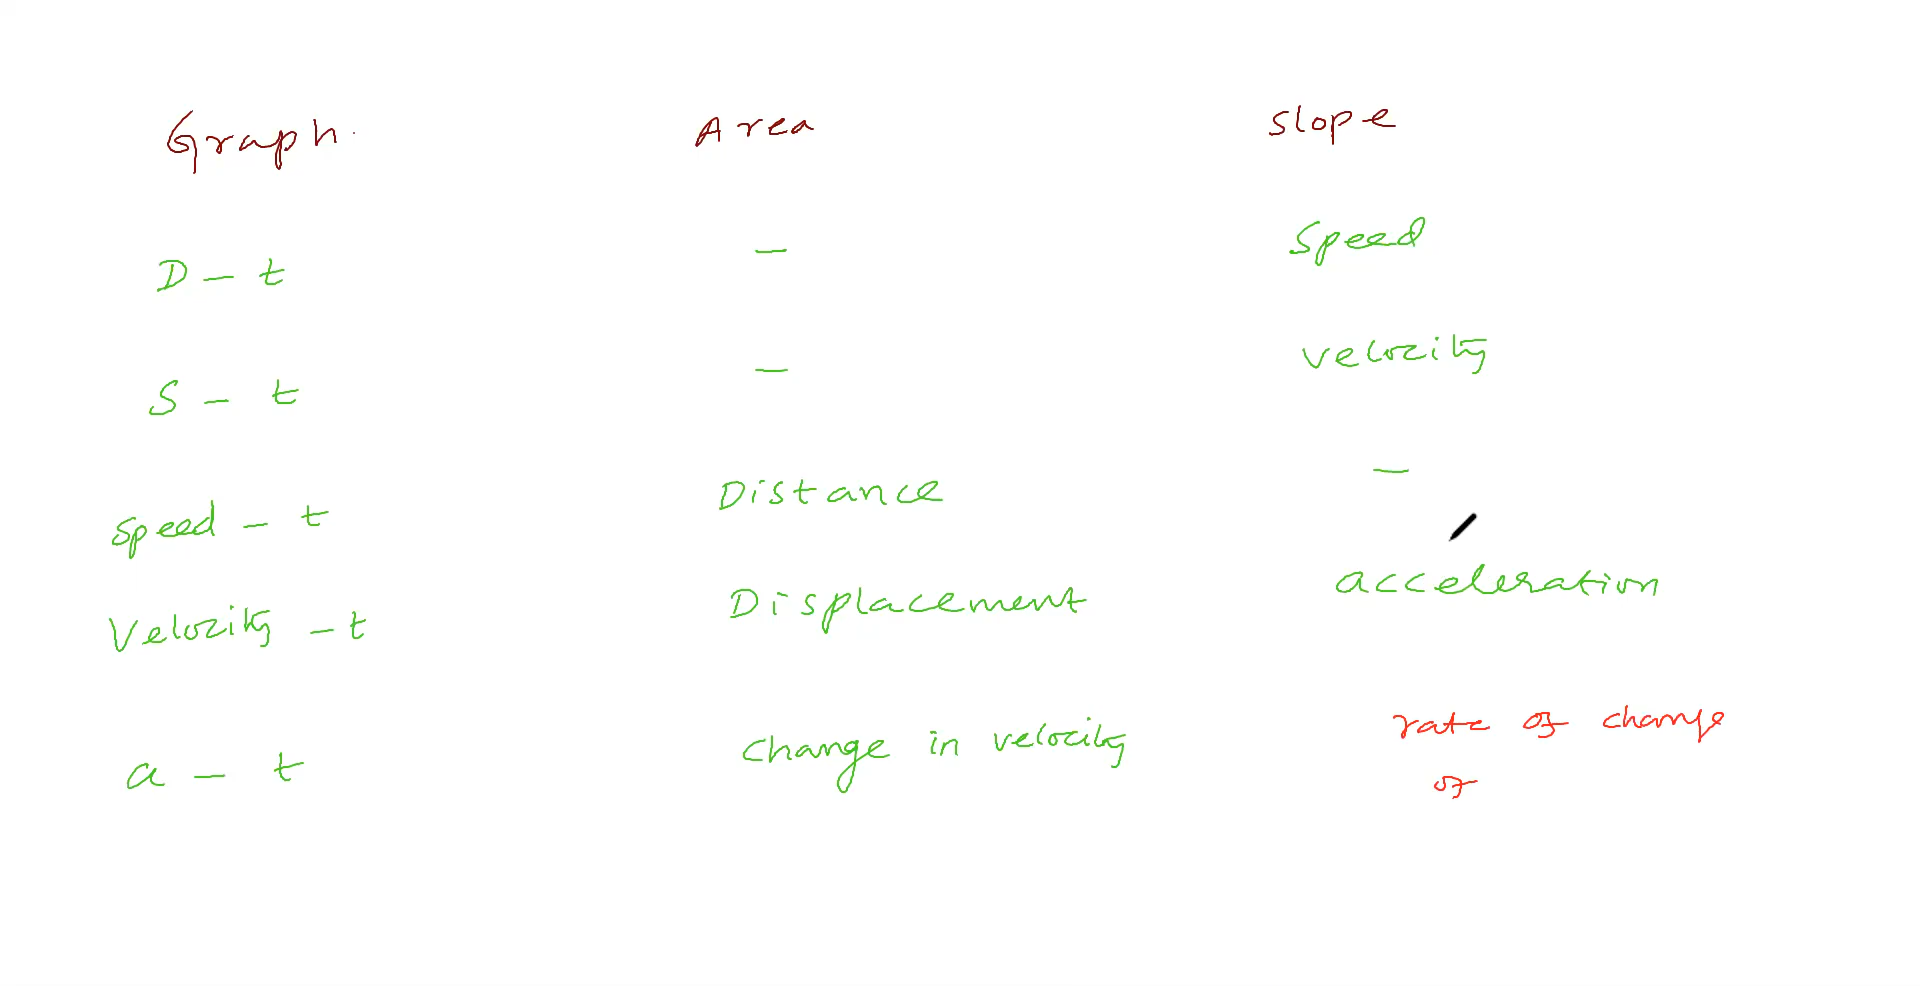 Graph. Area Slope
D - t - Speed
S - t - velocity
Speed - t Distance -
Velocity - t Displacement acceleration
a - t change in velocity rate of change
of